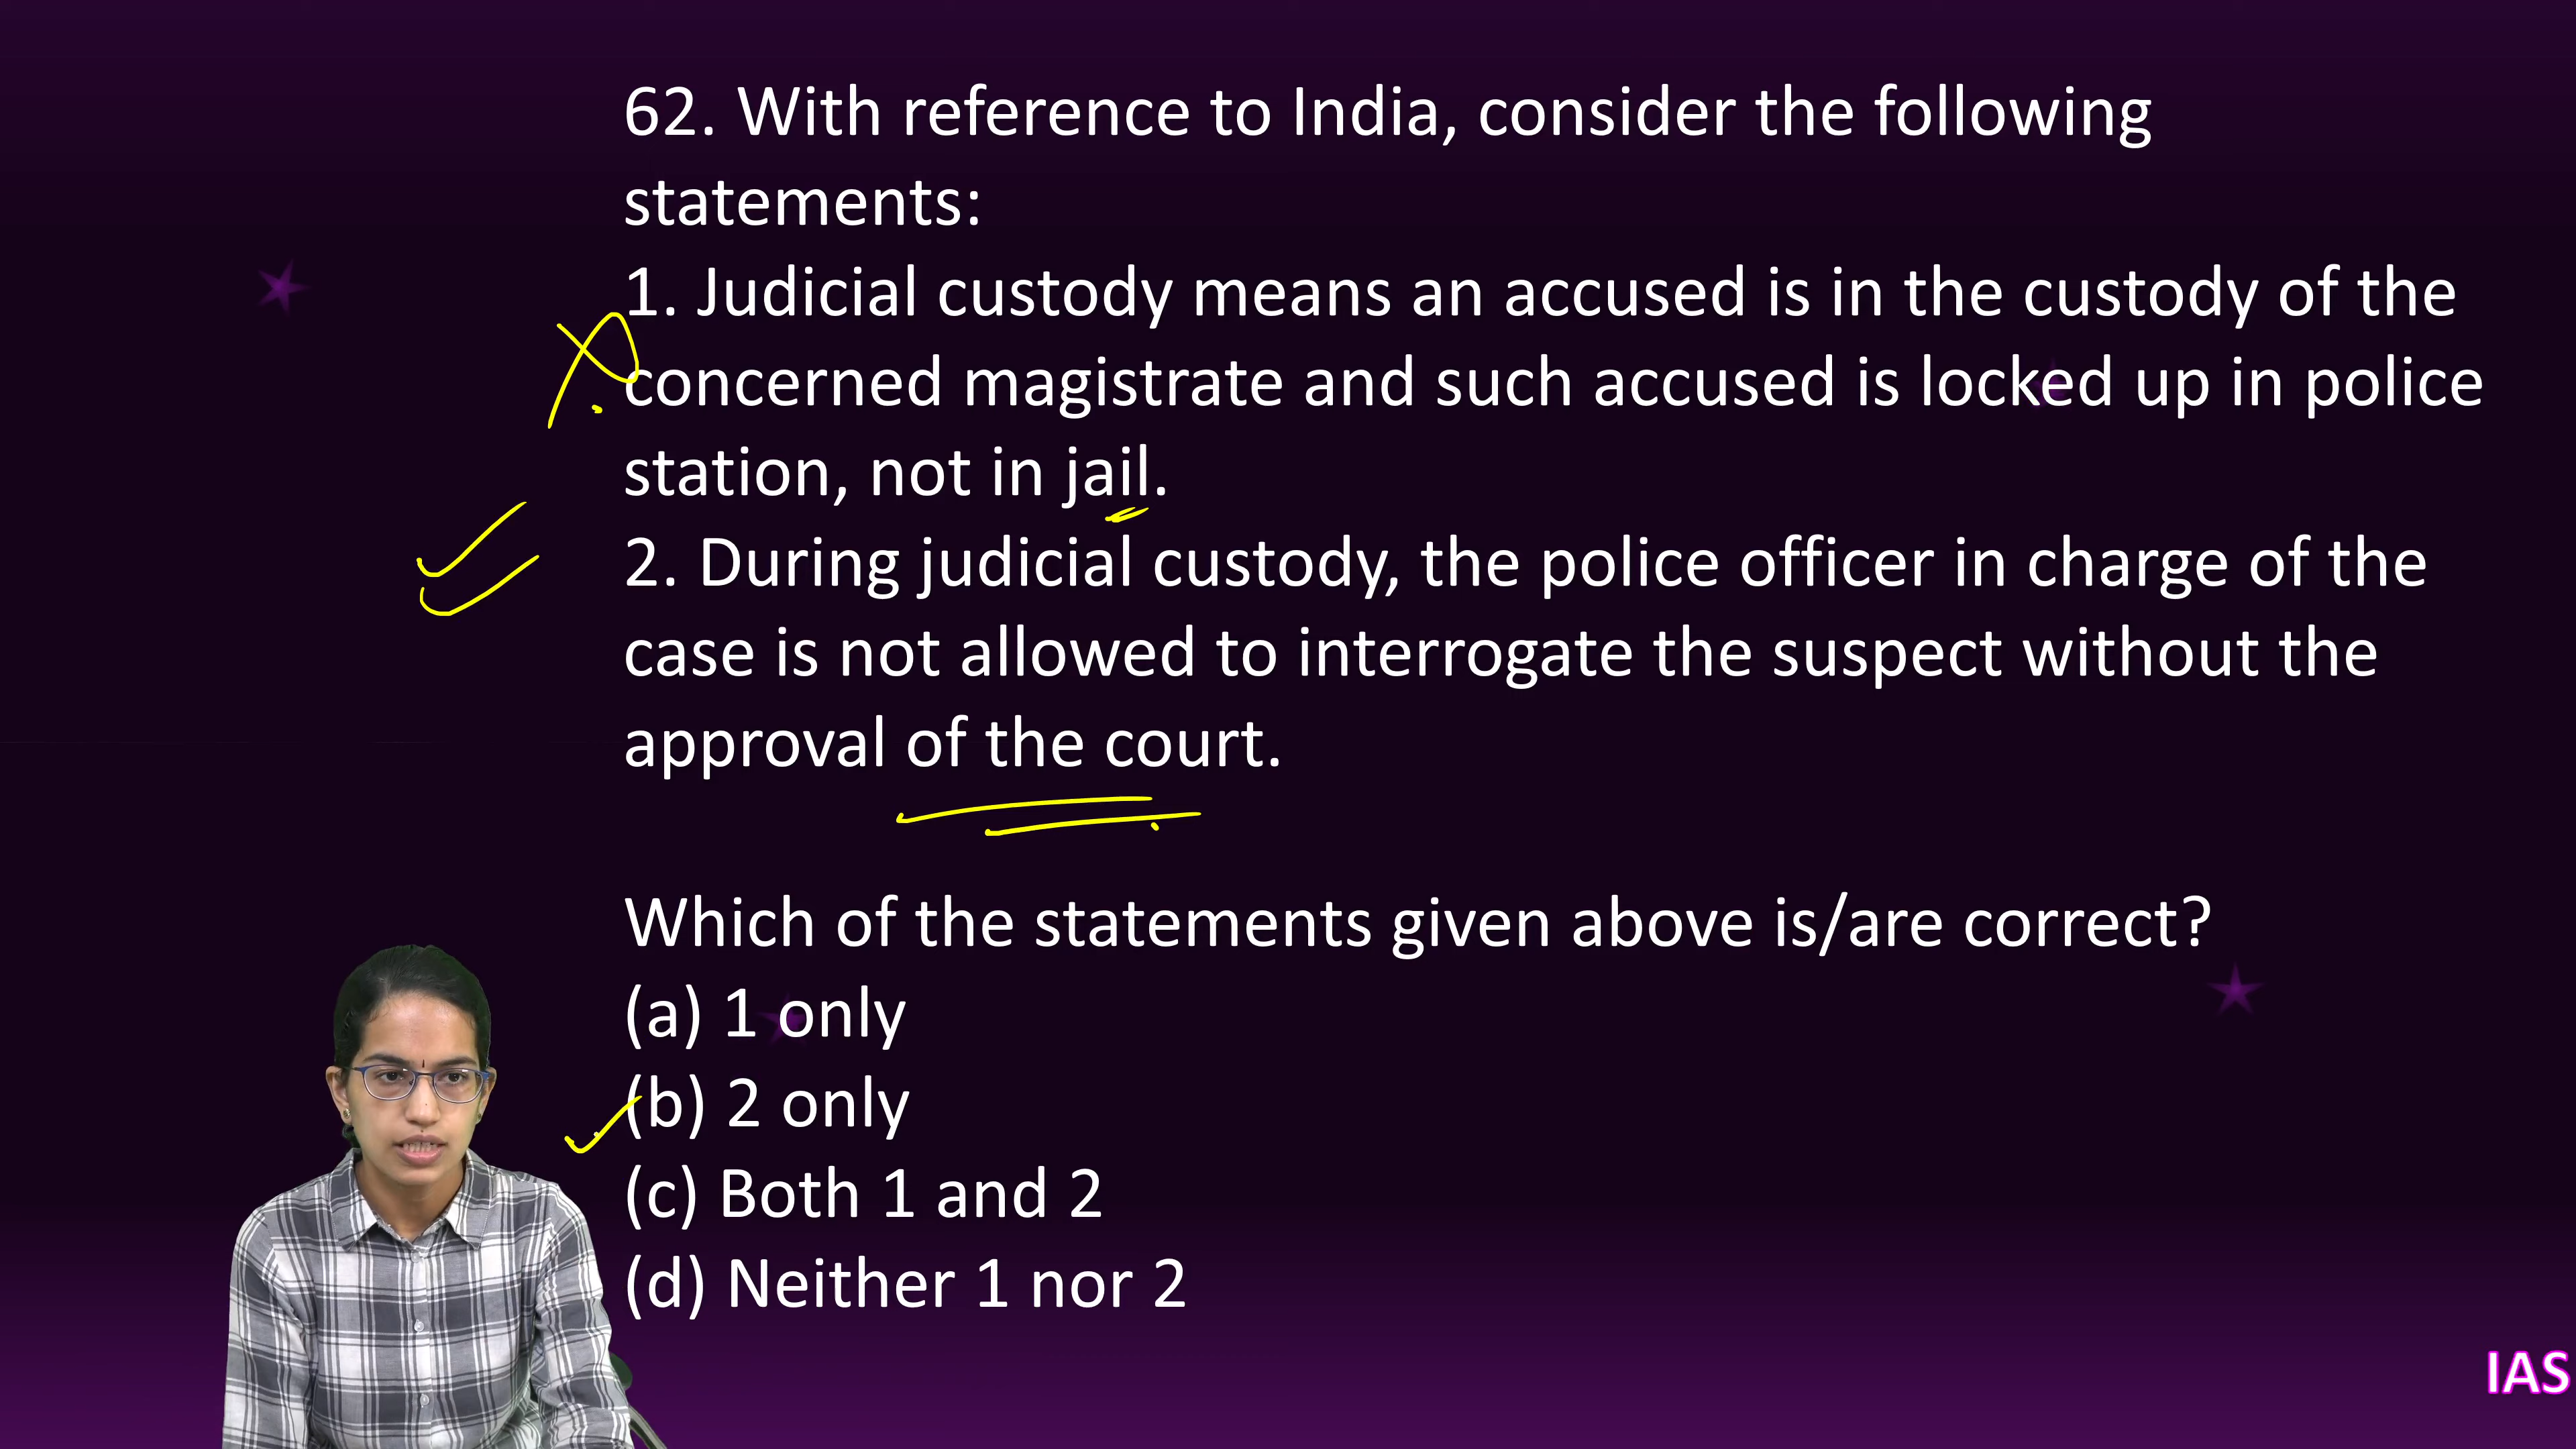 62. With reference to India, consider the following
statements:
1. Judicial custody means an accused is in the custody of the
concerned magistrate and such accused is locked up in police
station, not in jail.
2. During judicial custody, the police officer in charge of the
case is not allowed to interrogate the suspect without the
approval of the court.
Which of the statements given above is/are correct?
(a) 1 only
(b) 2 only
(c) Both 1 and 2
(d) Neither 1 nor 2
IAS